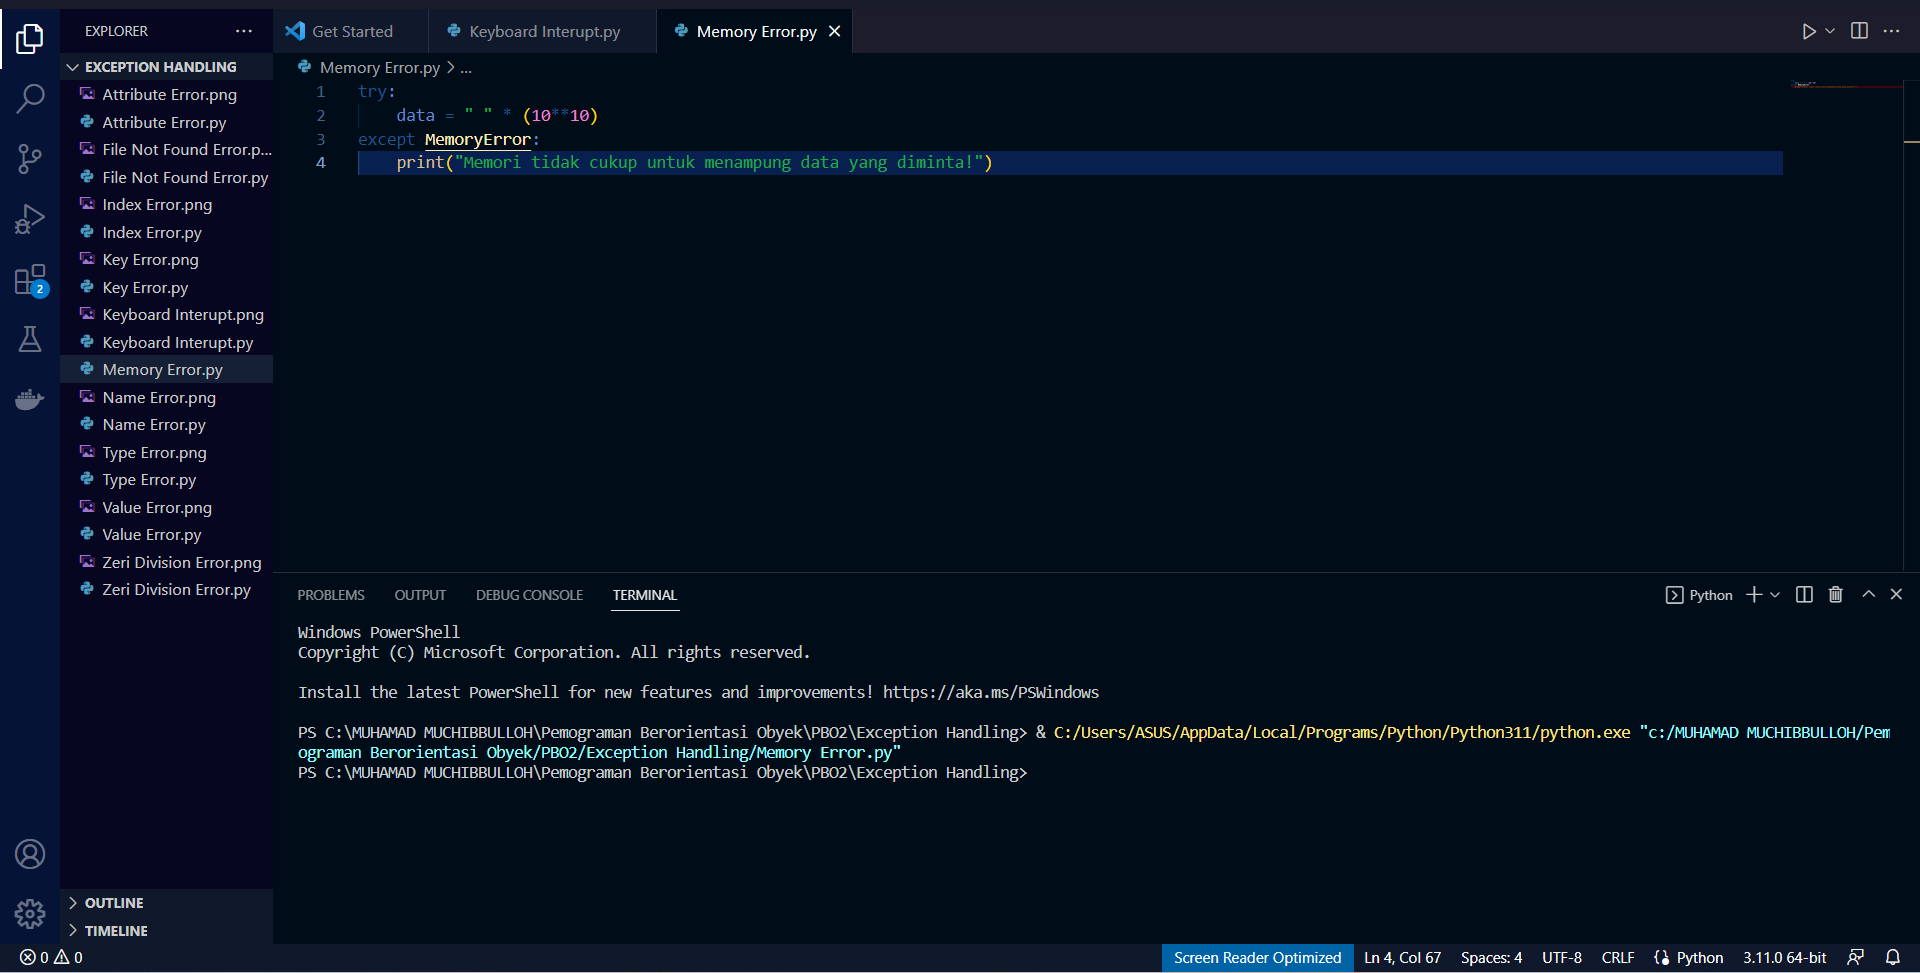 EXPLORER
Get Started
Keyboard Interupt.py
Memory Error.py
EXCEPTION HANDLING
Attribute Error.png
Attribute Error.py
File Not Found Error.p...
File Not Found Error.py
Index Error.png
Index Error.py
Key Error.png
Key Error.py
Keyboard Interupt.png
Keyboard Interupt.py
Memory Error.py
Name Error.png
Name Error.py
Type Error.png
Type Error.py
Value Error.png
Value Error.py
Zeri Division Error.png
Zeri Division Error.py
OUTLINE
TIMELINE
2
Memory Error.py > ...
1 try:
2 data = " " * (10**10)
3 except MemoryError:
4 print("Memori tidak cukup untuk menampung data yang diminta!")
PROBLEMS OUTPUT DEBUG CONSOLE TERMINAL
Python
Windows PowerShell
Copyright (C) Microsoft Corporation. All rights reserved.
Install the latest PowerShell for new features and improvements! https://aka.ms/PSWindows
PS C:\MUHAMAD MUCHIBBULLOH\Pemograman Berorientasi Obyek\PBO2\Exception Handling> & C:/Users/ASUS/AppData/Local/Programs/Python/Python311/python.exe "c:/MUHAMAD MUCHIBBULLOH/Pem
ograman Berorientasi Obyek/PBO2/Exception Handling/Memory Error.py"
PS C:\MUHAMAD MUCHIBBULLOH\Pemograman Berorientasi Obyek\PBO2\Exception Handling>
0 0
Screen Reader Optimized Ln 4, Col 67 Spaces: 4 UTF-8 CRLF Python 3.11.0 64-bit